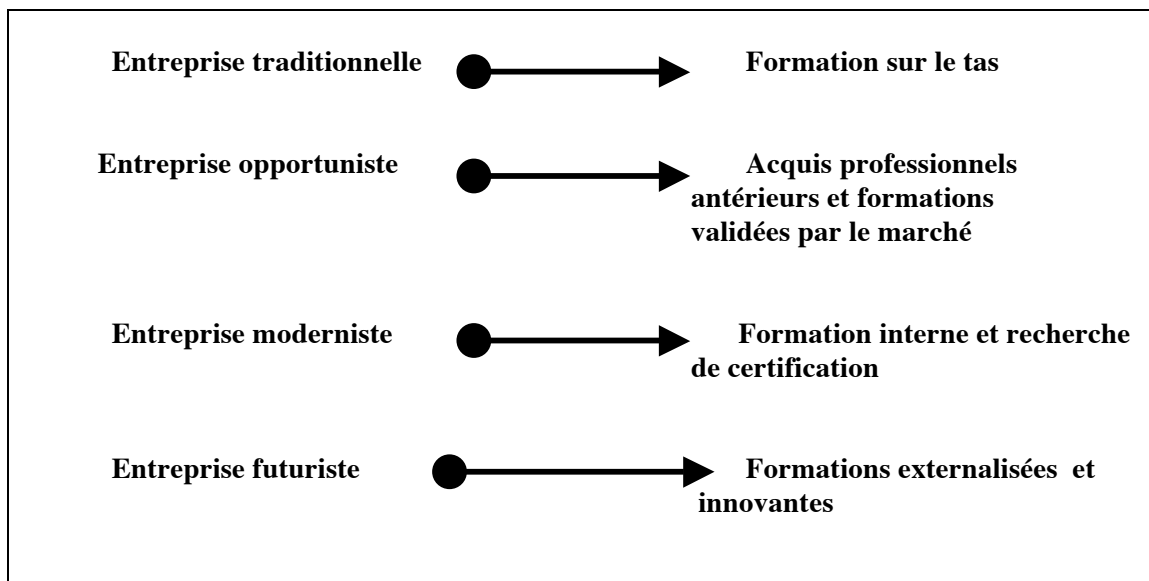 Entreprise traditionnelle Formation sur le tas
Entreprise opportuniste Acquis professionnels
antérieurs et formations
validées par le marché
Entreprise moderniste Formation interne et recherche
de certification
Entreprise futuriste Formations externalisées et
innovantes